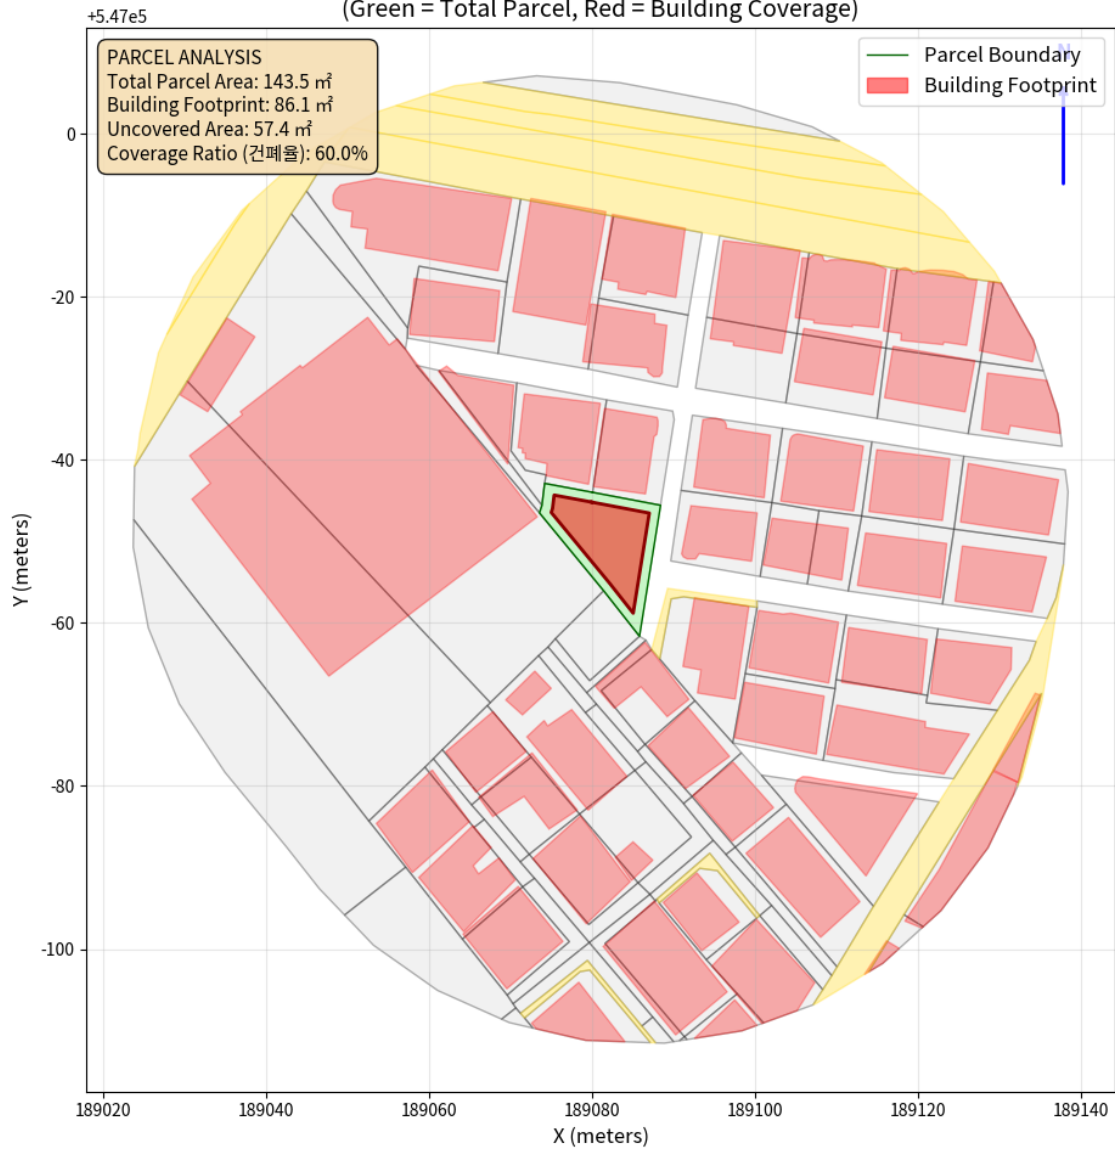 (Green = Total Parcel, Red = Building Coverage)
+5.47e5
PARCEL ANALYSIS
Total Parcel Area: 143.5 ㎡
Building Footprint: 86.1 ㎡
Uncovered Area: 57.4 ㎡
Coverage Ratio (건폐율): 60.0%
Parcel Boundary
Building Footprint
N
0
-20
-40
-60
-80
-100
Y (meters)
189020 189040 189060 189080 189100 189120 189140
X (meters)